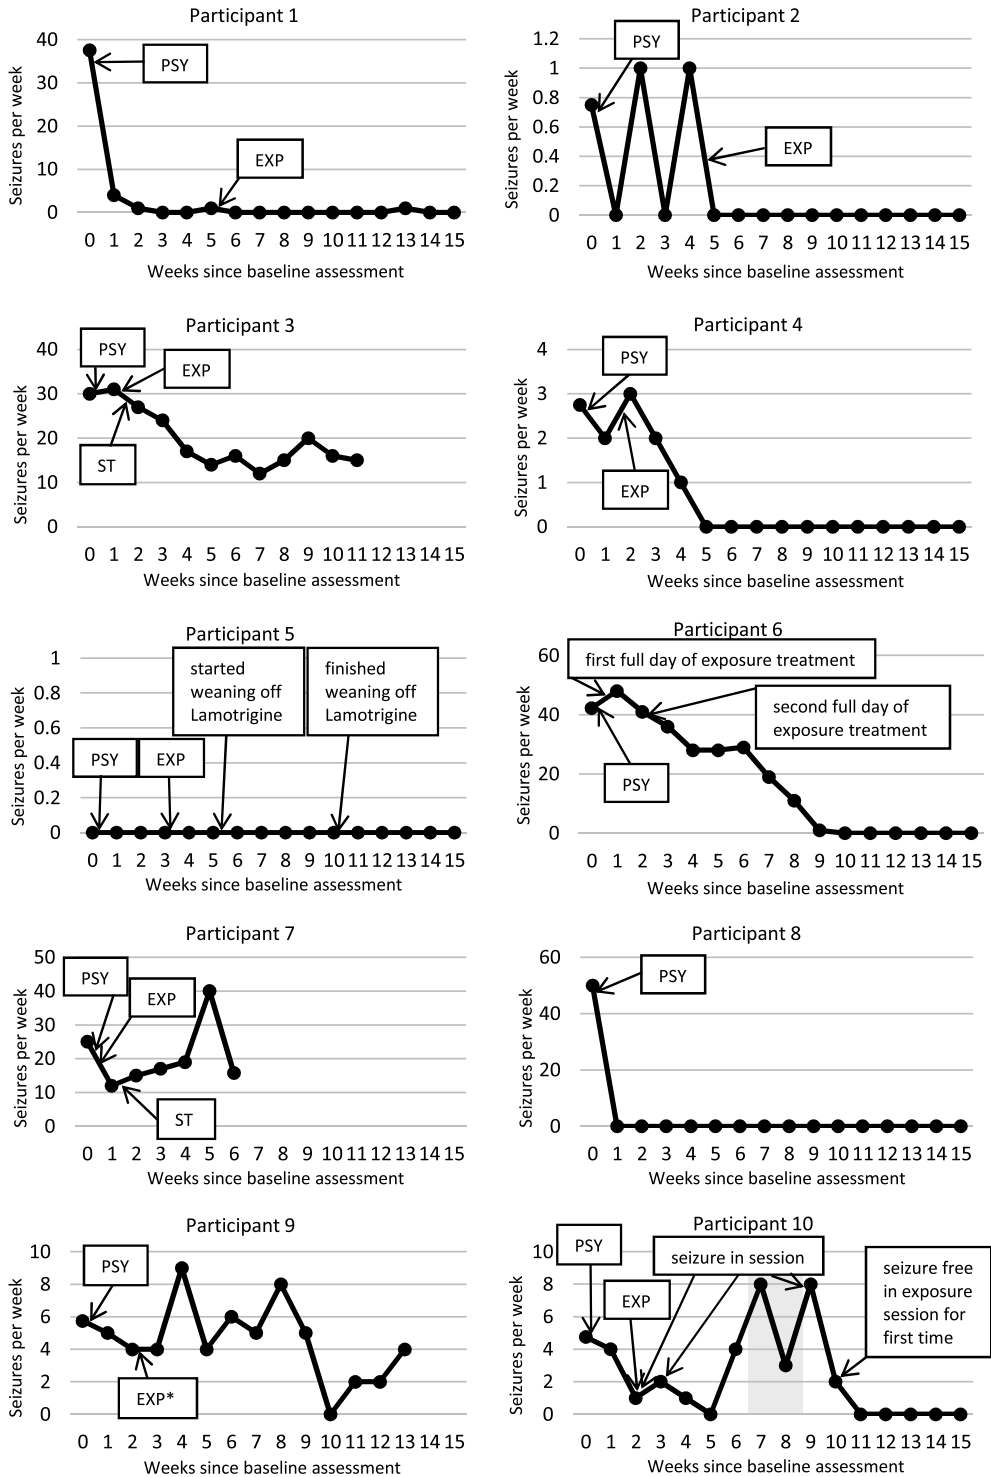 Participant 1
Seizures per week
40
30
20
10
0
PSY
EXP
0 1 2 3 4 5 6 7 8 9 10 11 12 13 14 15
Weeks since baseline assessment
Participant 2
Seizures per week
1.2
1
0.8
0.6
0.4
0.2
0
PSY
EXP
0 1 2 3 4 5 6 7 8 9 10 11 12 13 14 15
Weeks since baseline assessment
Participant 3
Seizures per week
40
30
20
10
0
PSY
EXP
ST
0 1 2 3 4 5 6 7 8 9 10 11 12 13 14 15
Weeks since baseline assessment
Participant 4
Seizures per week
4
3
2
1
0
PSY
EXP
0 1 2 3 4 5 6 7 8 9 10 11 12 13 14 15
Weeks since baseline assessment
Participant 5
Seizures per week
1
0.8
0.6
0.4
0.2
0
started
weaning off
Lamotrigine
finished
weaning off
Lamotrigine
PSY
EXP
0 1 2 3 4 5 6 7 8 9 10 11 12 13 14 15
Weeks since baseline assessment
Participant 6
Seizures per week
60
40
20
0
first full day of exposure treatment
second full day of
exposure treatment
PSY
0 1 2 3 4 5 6 7 8 9 10 11 12 13 14 15
Weeks since baseline assessment
Participant 7
Seizures per week
50
40
30
20
10
0
PSY
EXP
ST
0 1 2 3 4 5 6 7 8 9 10 11 12 13 14 15
Weeks since baseline assessment
Participant 8
Seizures per week
60
40
20
0
PSY
0 1 2 3 4 5 6 7 8 9 10 11 12 13 14 15
Weeks since baseline assessment
Participant 9
Seizures per week
10
8
6
4
2
0
PSY
EXP*
0 1 2 3 4 5 6 7 8 9 10 11 12 13 14 15
Weeks since baseline assessment
Participant 10
Seizures per week
10
8
6
4
2
0
PSY
seizure in session
EXP
seizure free
in exposure
session for
first time
0 1 2 3 4 5 6 7 8 9 10 11 12 13 14 15
Weeks since baseline assessment